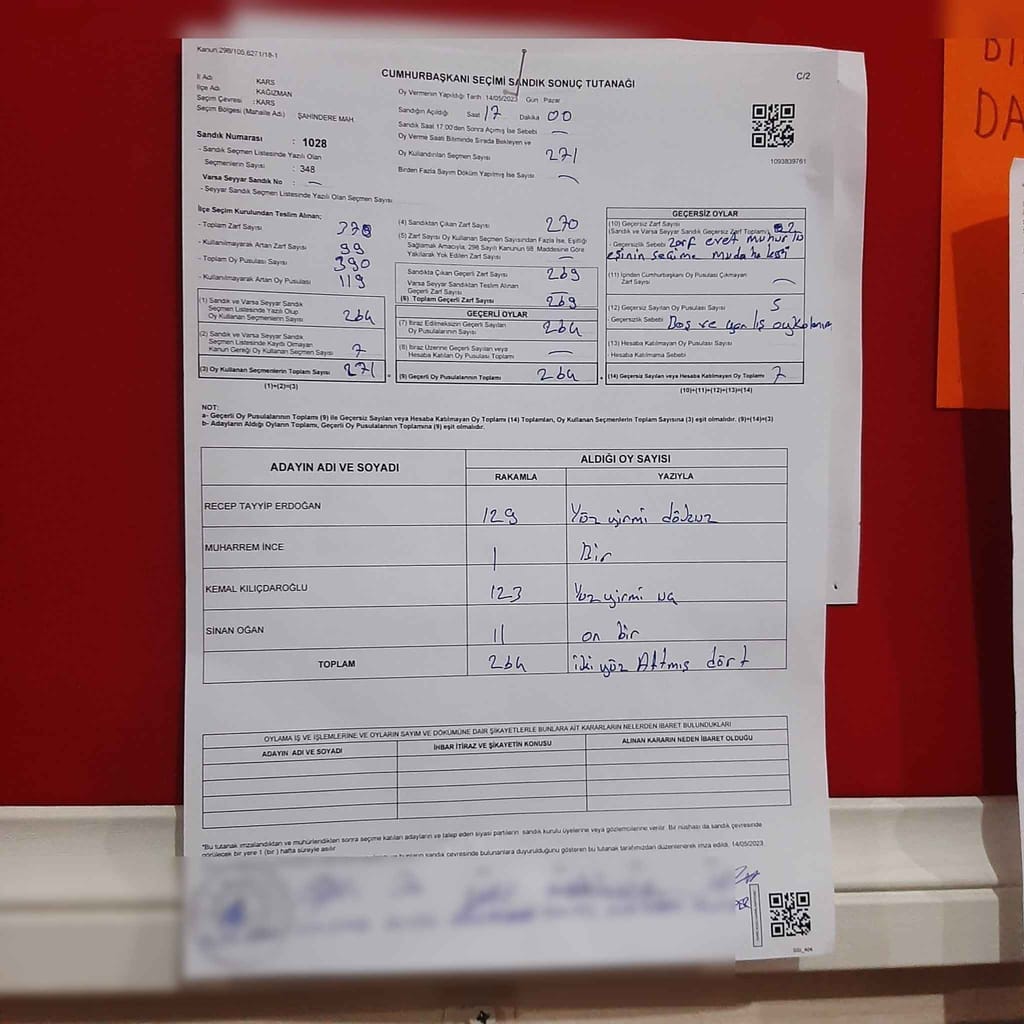 Kanun 298/105,6271/18-1
CUMHURBAŞKANI SEÇİMİ SANDIK SONUÇ TUTANAĞI
C/2
İl Adı : KARS
İlçe Adı : KAĞIZMAN
Seçim Çevresi : KARS
Seçim Bölgesi (Mahalle Adı) : ŞAHİNDERE MAH
Sandık Numarası : 1028
- Sandık Seçmen Listesinde Yazılı Olan
Seçmenlerin Sayısı : 348
Varsa Seyyar Sandık No : —
- Seyyar Sandık Seçmen Listesinde Yazılı Olan Seçmen Sayısı
Oy Vermenin Yapıldığı Tarih : 14/05/2023 Gün : Pazar
Sandığın Açıldığı Saat 17 Dakika 00
Sandık Saat 17:00'den Sonra Açılmış İse Sebebi —
Oy Verme Saati Bitiminde Sırada Bekleyen ve
Oy Kullandırılan Seçmen Sayısı 271
Birden Fazla Sayım Döküm Yapılmış İse Sayısı —
1093839761
İlçe Seçim Kurulundan Teslim Alınan;
- Toplam Zarf Sayısı
- Kullanılmayarak Artan Zarf Sayısı 99
- Toplam Oy Pusulası Sayısı 390
- Kullanılmayarak Artan Oy Pusulası 119
(1) Sandık ve Varsa Seyyar Sandık
Seçmen Listesinde Yazılı Olup
Oy Kullanan Seçmenlerin Sayısı 264
(2) Sandık ve Varsa Seyyar Sandık
Seçmen Listesinde Kaydı Olmayan
Kanun Gereği Oy Kullanan Seçmen Sayısı 7
(3) Oy Kullanan Seçmenlerin Toplam Sayısı 271
(1)+(2)=(3)
(4) Sandıktan Çıkan Zarf Sayısı 270
(5) Zarf Sayısı Oy Kullanan Seçmen Sayısından Fazla İse, Eşitliği
Sağlamak Amacıyla, 298 Sayılı Kanunun 98. Maddesine Göre
Yakılarak Yok Edilen Zarf Sayısı —
Sandıkta Çıkan Geçerli Zarf Sayısı 269
Varsa Seyyar Sandıktan Teslim Alınan
Geçerli Zarf Sayısı
(6) Toplam Geçerli Zarf Sayısı 269
GEÇERLİ OYLAR
(7) İtiraz Edilmeksizin Geçerli Sayılan
Oy Pusulalarının Sayısı 264
(8) İtiraz Üzerine Geçerli Sayılan veya
Hesaba Katılan Oy Pusulası Toplamı —
(9) Geçerli Oy Pusulalarının Toplamı 264
GEÇERSİZ OYLAR
(10) Geçersiz Zarf Sayısı
(Sandık ve Varsa Seyyar Sandık Geçersiz Zarf Toplamı) 2
- Geçersizlik Sebebi Zarf evet muhurlu
eşinin seçime mudahelesi
(11) İçinden Cumhurbaşkanı Oy Pusulası Çıkmayan
Zarf Sayısı —
(12) Geçersiz Sayılan Oy Pusulası Sayısı 5
- Geçersizlik Sebebi Boş ve yanlış
(13) Hesaba Katılmayan Oy Pusulası Sayısı
- Hesaba Katılmama Sebebi
(14) Geçersiz Sayılan veya Hesaba Katılmayan Oy Toplamı 7
(10)+(11)+(12)+(13)=(14)
NOT:
a- Geçerli Oy Pusulalarının Toplamı (9) ile Geçersiz Sayılan veya Hesaba Katılmayan Oy Toplamı (14) Toplamları, Oy Kullanan Seçmenlerin Toplam Sayısına (3) eşit olmalıdır. (9)+(14)=(3)
b- Adayların Aldığı Oyların Toplamı, Geçerli Oy Pusulalarının Toplamına (9) eşit olmalıdır.
ADAYIN ADI VE SOYADI ALDIĞI OY SAYISI
RAKAMLA YAZIYLA
RECEP TAYYİP ERDOĞAN 129 Yüz yirmi dokuz
MUHARREM İNCE 1 Bir
KEMAL KILIÇDAROĞLU 123 Yüz yirmi üç
SİNAN OĞAN 11 on bir
TOPLAM 264 iki yüz Altmış dört
OYLAMA İŞ VE İŞLEMLERİNE VE OYLARIN SAYIM VE DÖKÜMÜNE DAİR ŞİKAYETLERLE BUNLARA AİT KARARLARIN NELERDEN İBARET BULUNDUKLARI
ADAYIN ADI VE SOYADI İHBAR İTİRAZ VE ŞİKAYETİN KONUSU ALINAN KARARIN NEDEN İBARET OLDUĞU
"Bu tutanak imzalandıktan ve mühürlendikten sonra seçime katılan adayların ve talep eden siyasi partilerin sandık kurulu üyelerine veya gözlemcilerine verilir. Bir nüshası da sandık çevresinde
görülecek bir yere 1 (bir) hafta süreyle asılır
bunların sandık çevresinde bulunanlara duyurulduğunu gösteren bu tutanak tarafımızdan düzenlenerek imza edildi. 14/05/2023